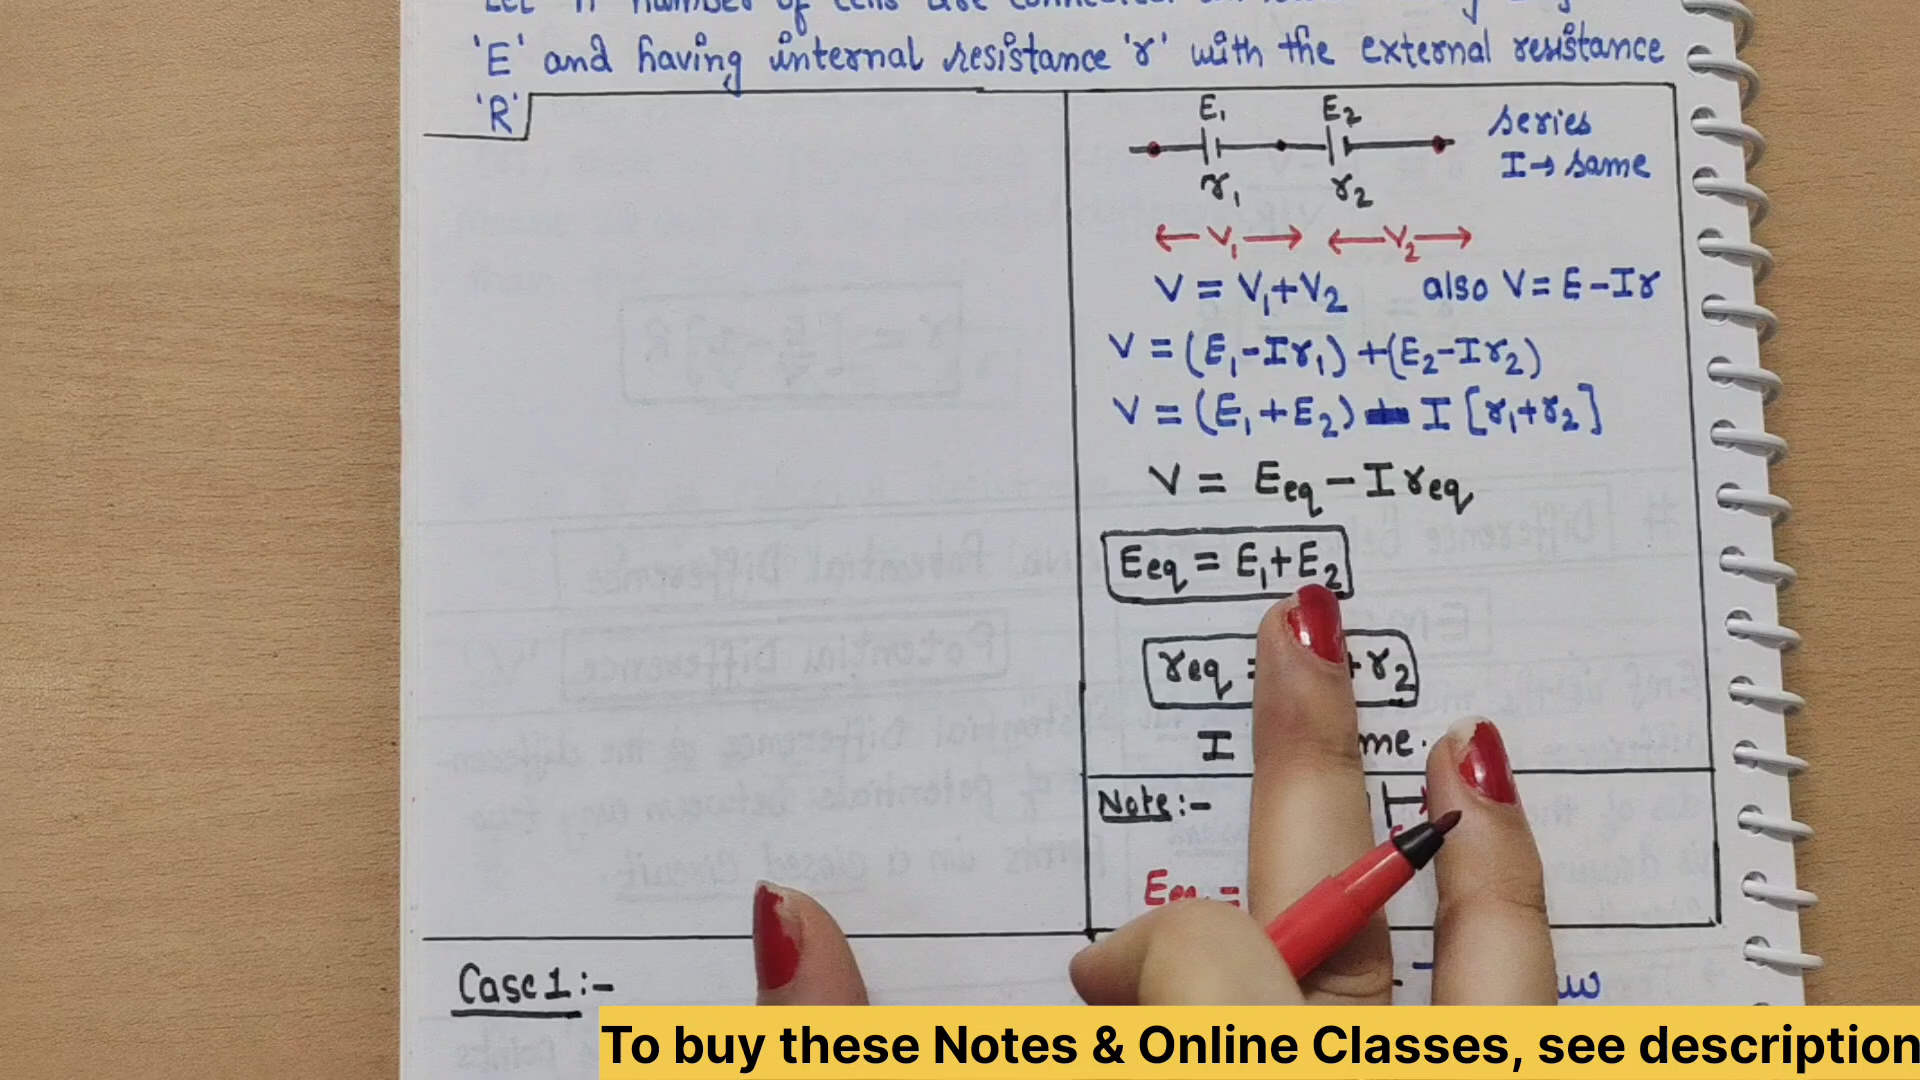 'E' and having internal resistance 'r' with the external resistance
'R'
E1 E2
r1 r2
series
I→ same
V1 V2
V = V1+V2 also V= E-Ir
V = (E1-Ir1) +(E2-Ir2)
V = (E1+E2) - I [r1+r2]
V = Eeq - I req
Eeq = E1+E2
req = +r2
I me.
Note:-
Eeq =
Case 1:-
To buy these Notes & Online Classes, see description